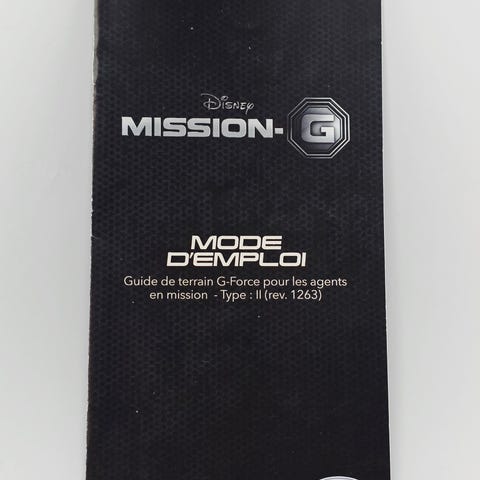 Disney
MISSION-G
MODE
D'EMPLOI
Guide de terrain G-Force pour les agents
en mission - Type : II (rev. 1263)